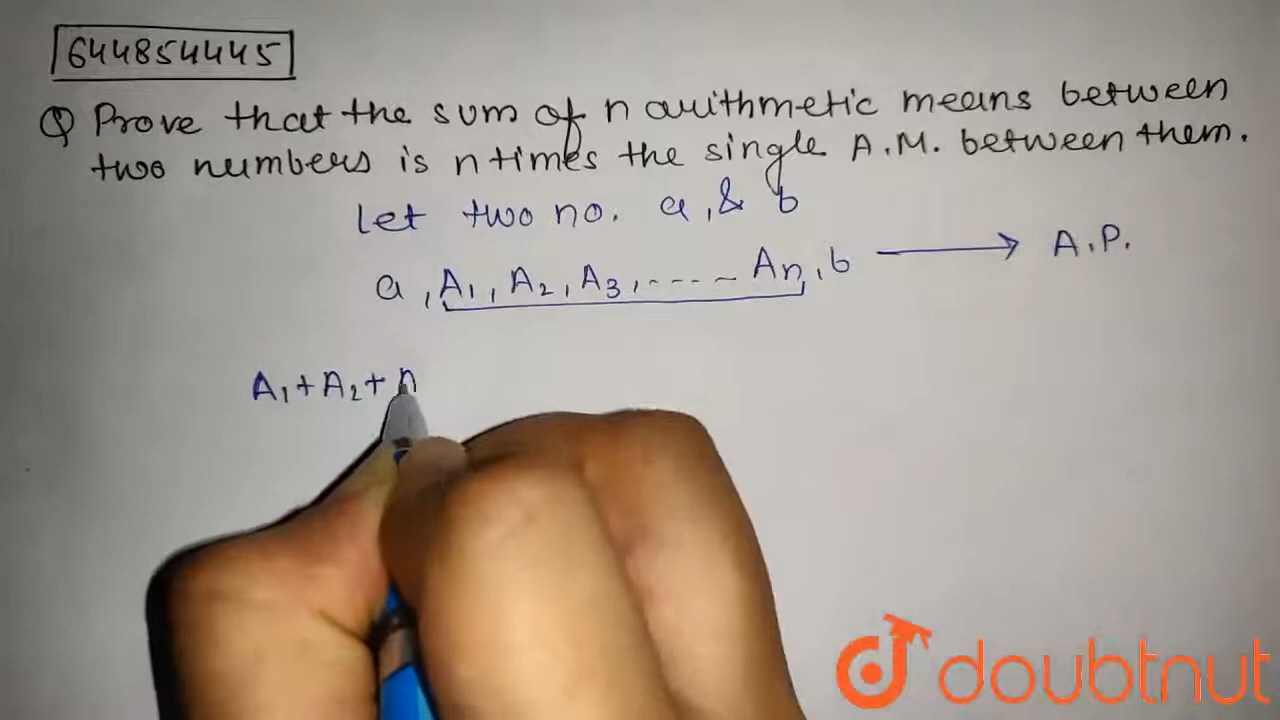 644854445
Q Prove that the sum of n arithmetic means between
two numbers is n times the single A.M. between them.
Let two no. a, & b
a, A1, A2, A3, ----- An, b → A.P.
A1 + A2 +
doubtnut